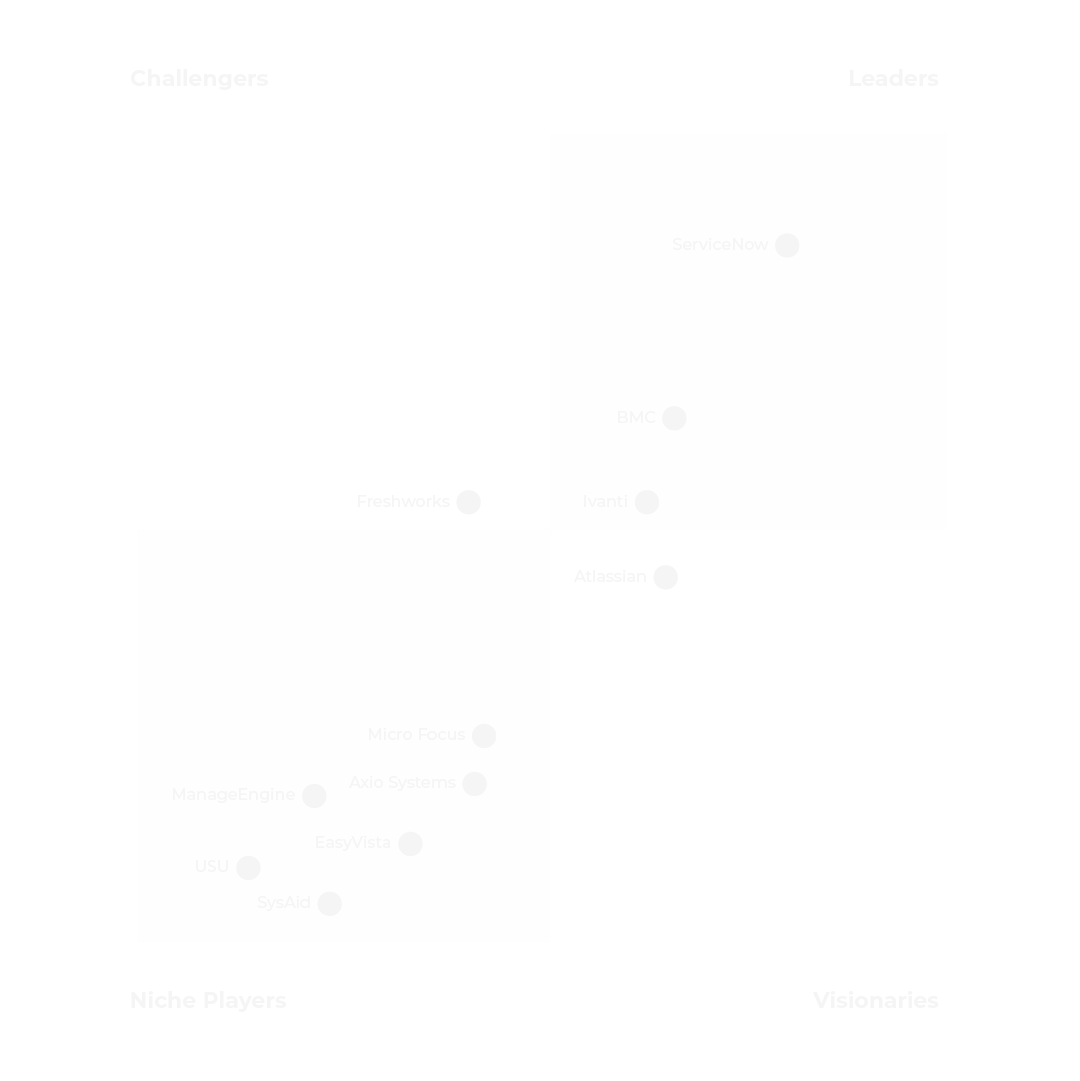 Challengers
Leaders
ServiceNow
BMC
Freshworks
Ivanti
Atlassian
Micro Focus
Axio Systems
ManageEngine
EasyVista
USU
SysAid
Niche Players
Visionaries